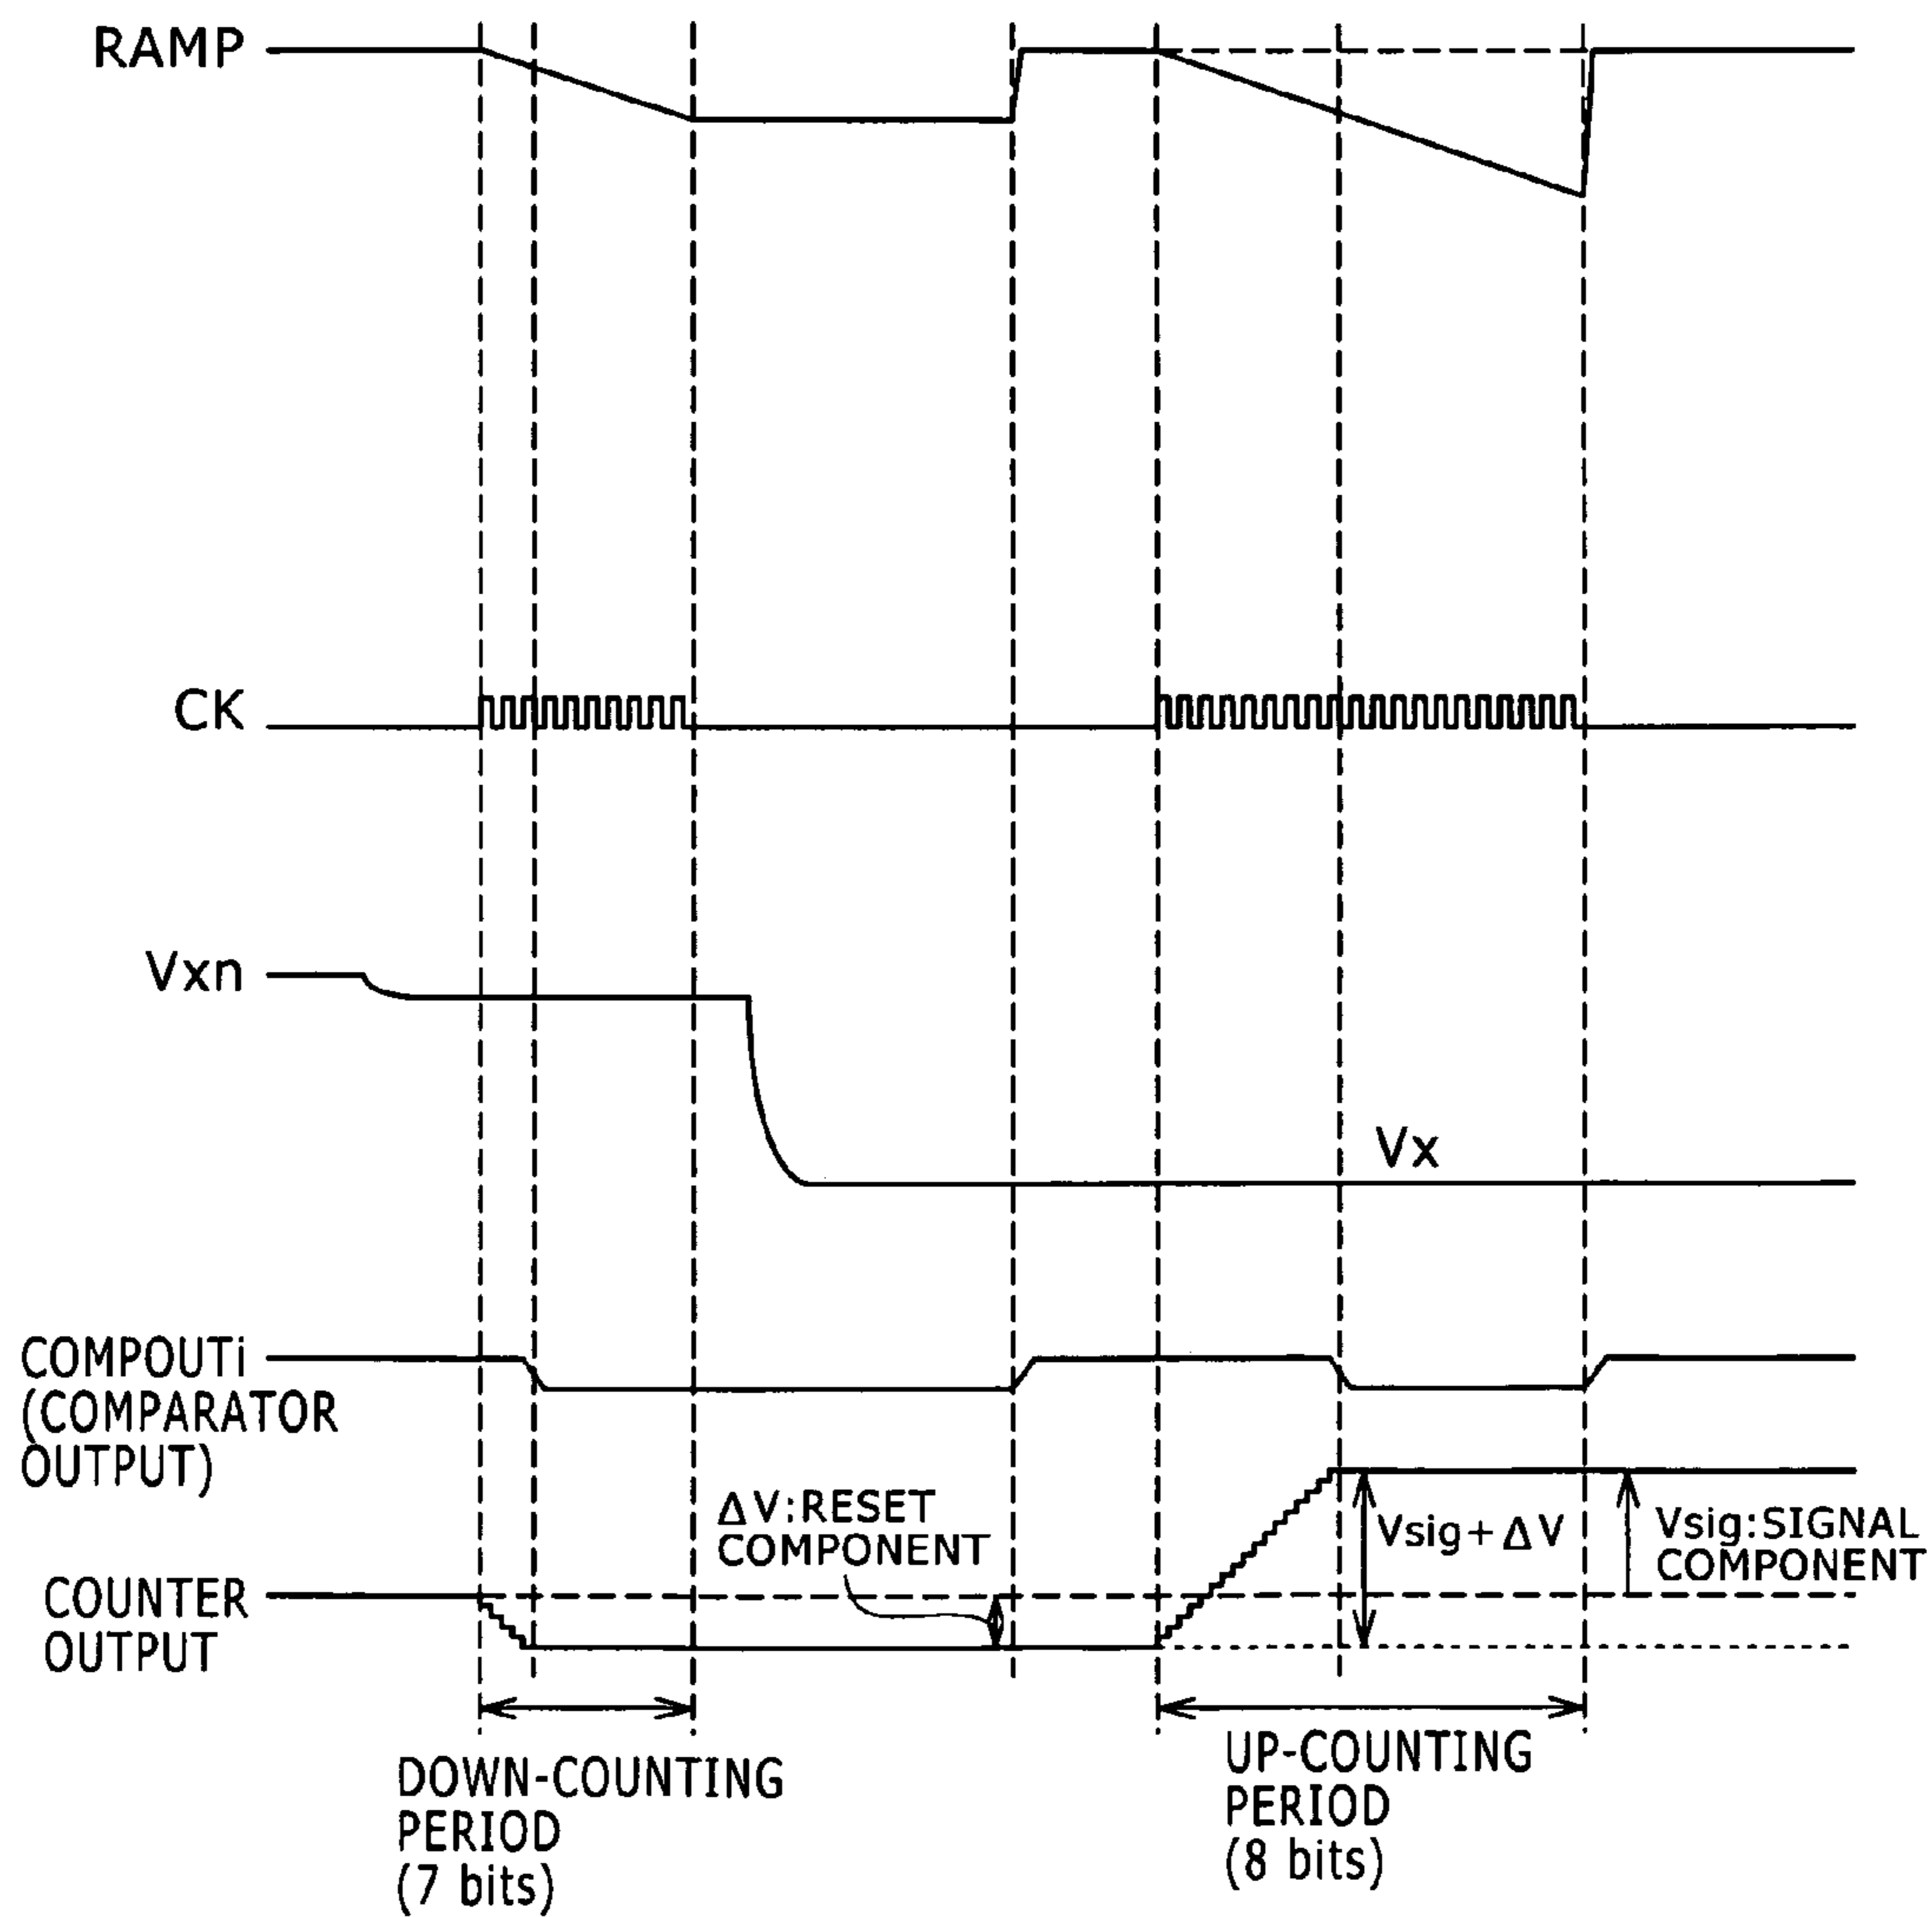 RAMP
CK
Vxn
Vx
COMPOUTi
(COMPARATOR
OUTPUT)
ΔV:RESET
COMPONENT
Vsig+ΔV
Vsig:SIGNAL
COMPONENT
COUNTER
OUTPUT
DOWN-COUNTING
PERIOD
(7 bits)
UP-COUNTING
PERIOD
(8 bits)